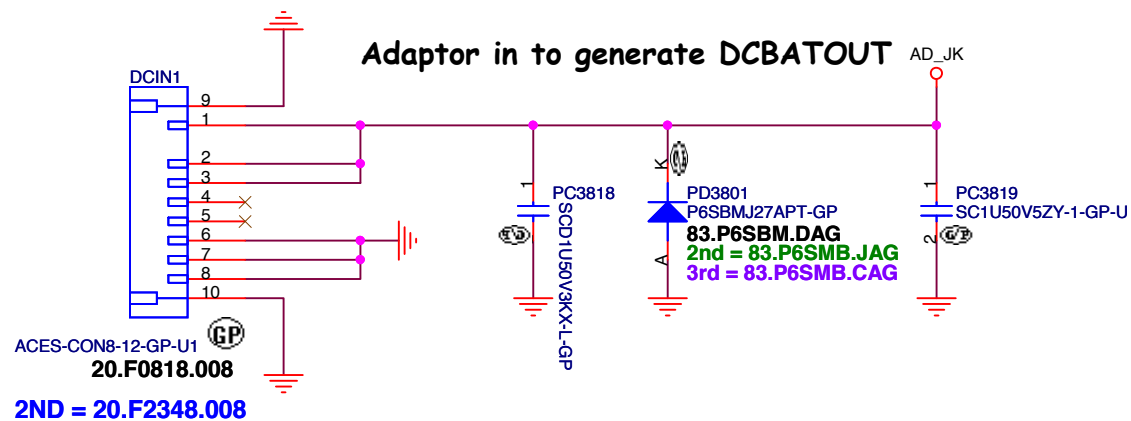 Adaptor in to generate DCBATOUT
AD_JK
DCIN1
9
1
2
3
4
5
6
7
8
10
ACES-CON8-12-GP-U1
GP
20.F0818.008
2ND = 20.F2348.008
1
PC3818
SCD1U50V3KX-L-GP
K
A
PD3801
P6SBMJ27APT-GP
83.P6SBM.DAG
2nd = 83.P6SMB.JAG
3rd = 83.P6SMB.CAG
1
2
PC3819
SC1U50V5ZY-1-GP-U